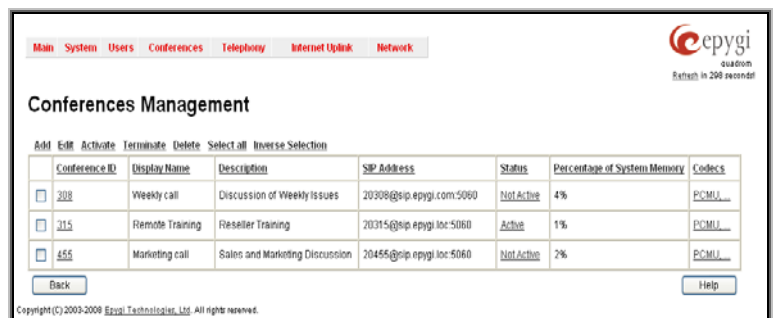 Main System Users Conferences Telephony Internet Uplink Network
epygi
quadrom
Refresh in 298 seconds!
Conferences Management
Add Edit Activate Terminate Delete Select all Inverse Selection
Conference ID Display Name Description SIP Address Status Percentage of System Memory Codecs
308 Weekly call Discussion of Weekly Issues 20308@sip.epygi.com:5060 Not Active 4% PCMU, ...
315 Remote Training Reseller Training 20315@sip.epygi.loc:5060 Active 1% PCMU, ...
455 Marketing call Sales and Marketing Discussion 20455@sip.epygi.loc:5060 Not Active 2% PCMU, ...
Back Help
Copyright (C) 2003-2008 Epygi Technologies, Ltd. All rights reserved.